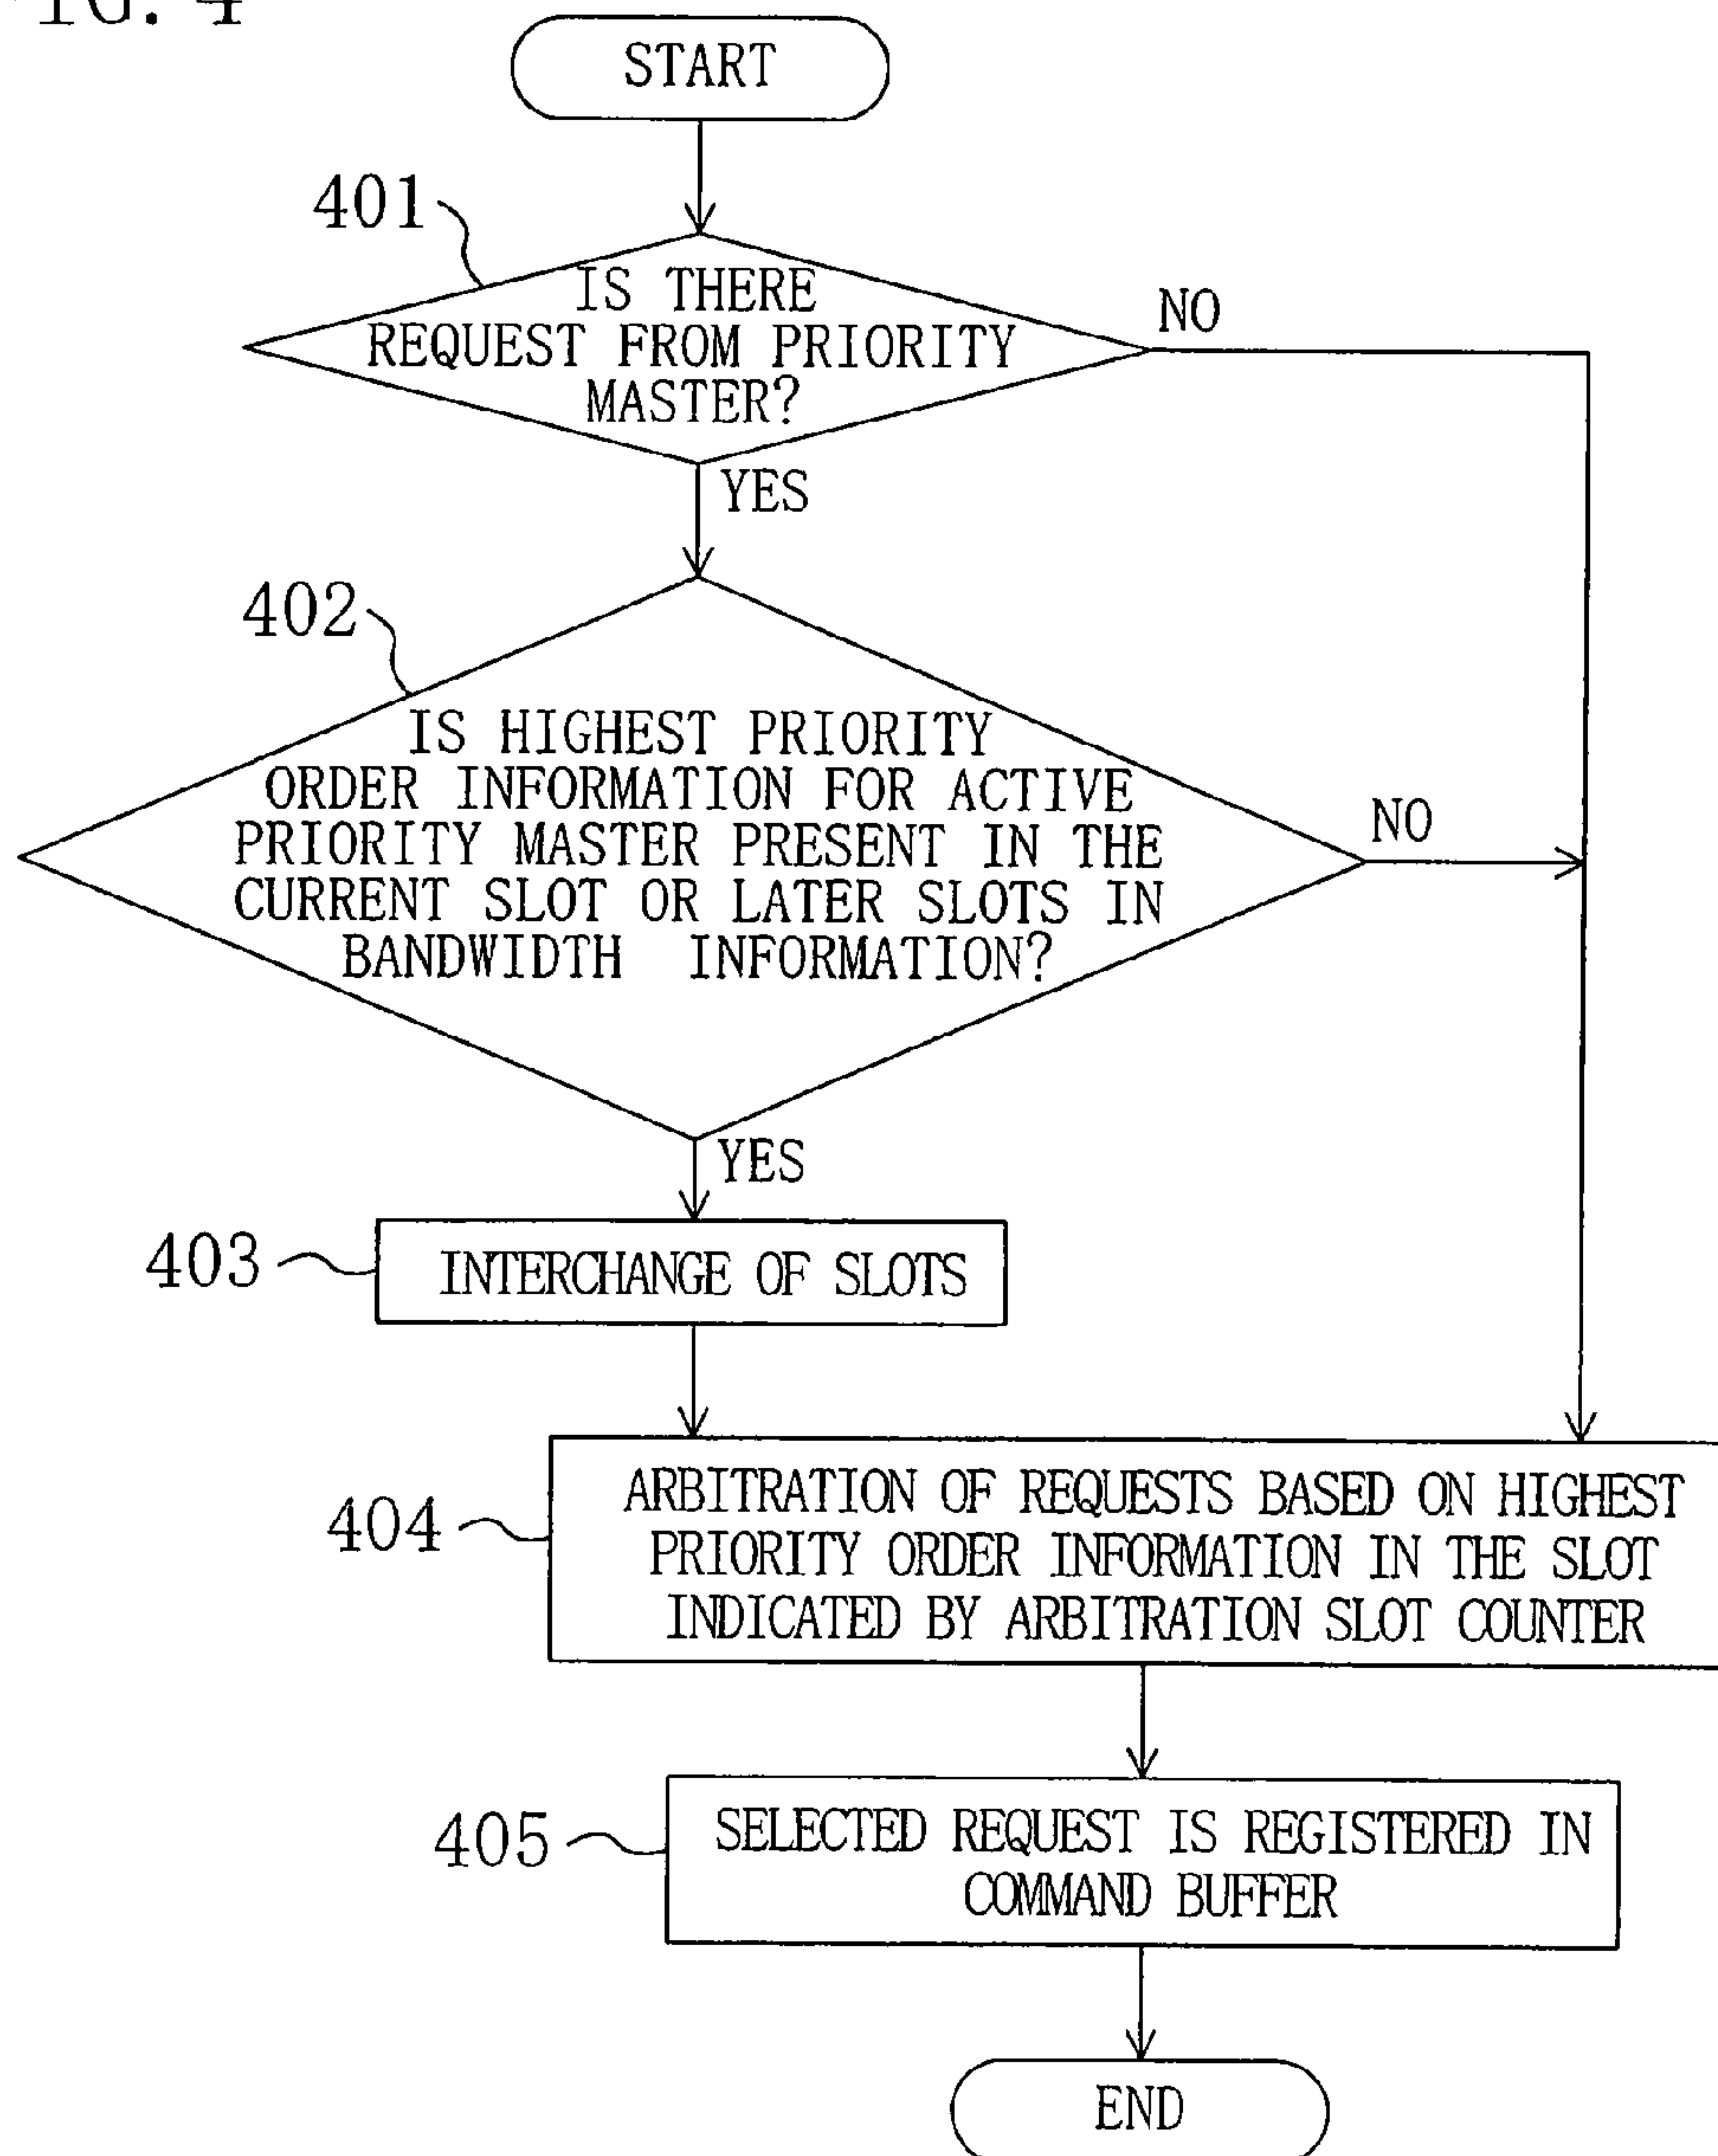 FIG. 4
START
401
IS THERE
REQUEST FROM PRIORITY
MASTER?
NO
YES
402
IS HIGHEST PRIORITY
ORDER INFORMATION FOR ACTIVE
PRIORITY MASTER PRESENT IN THE
CURRENT SLOT OR LATER SLOTS IN
BANDWIDTH INFORMATION?
NO
YES
403
INTERCHANGE OF SLOTS
404
ARBITRATION OF REQUESTS BASED ON HIGHEST
PRIORITY ORDER INFORMATION IN THE SLOT
INDICATED BY ARBITRATION SLOT COUNTER
405
SELECTED REQUEST IS REGISTERED IN
COMMAND BUFFER
END